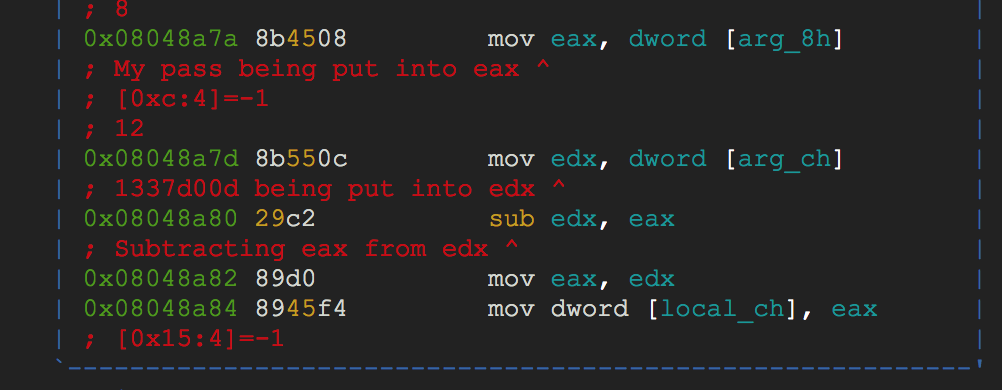 | ; 8
| 0x08048a7a 8b4508 mov eax, dword [arg_8h]
| ; My pass being put into eax ^
| ; [0xc:4]=-1
| ; 12
| 0x08048a7d 8b550c mov edx, dword [arg_ch]
| ; 1337d00d being put into edx ^
| 0x08048a80 29c2 sub edx, eax
| ; Subtracting eax from edx ^
| 0x08048a82 89d0 mov eax, edx
| 0x08048a84 8945f4 mov dword [local_ch], eax
| ; [0x15:4]=-1